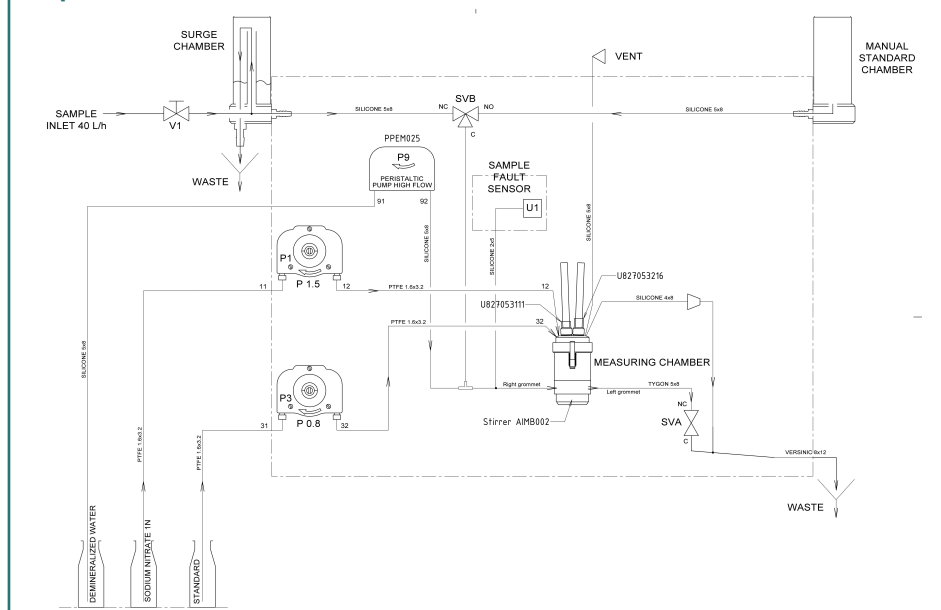 SURGE
CHAMBER
VENT
MANUAL
STANDARD
CHAMBER
SAMPLE
INLET 40 L/h
V1
SILICONE 5x8
NC
SVB
NO
C
SILICONE 5x8
WASTE
PPEM025
P9
PERISTALTIC
PUMP HIGH FLOW
91
92
SAMPLE
FAULT
SENSOR
U1
SILICONE 5x8
SILICONE 2x5
SILICONE 5x8
P1
P 1.5
11
12
PTFE 1.6x3.2
12
U827053216
U827053111
SILICONE 4x8
PTFE 1.6x3.2
32
MEASURING CHAMBER
SILICONE 5x8
P3
P 0.8
31
32
Right grommet
TYGON 5x8
Left grommet
Stirrer AIMB002
NC
SVA
C
VERSINIC 8x12
WASTE
PTFE 1.6x3.2
PTFE 1.6x3.2
DEMINERALIZED WATER
SODIUM NITRATE 1N
STANDARD